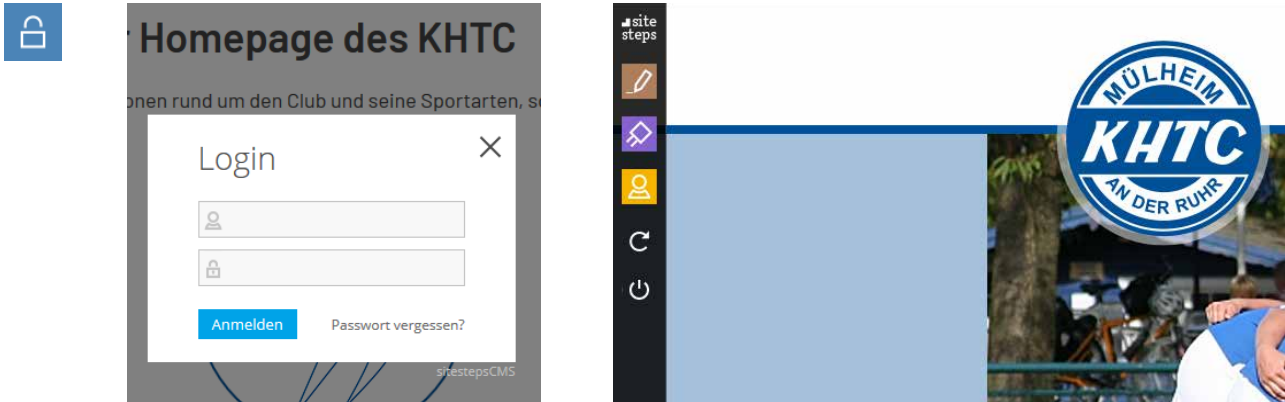 Homepage des KHTC
onen rund um den Club und seine Sportarten,
Login
Anmelden
Passwort vergessen?
sitestepsCMS
site
steps
MÜLHEIM
KHTC
AN DER RUHR